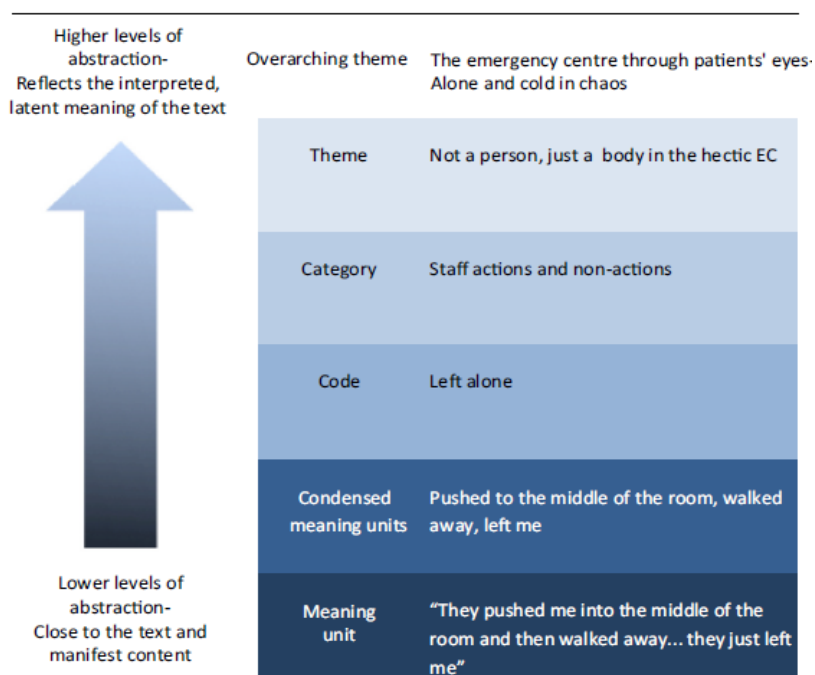 Higher levels of
abstraction-
Reflects the interpreted,
latent meaning of the text
Overarching theme
The emergency centre through patients' eyes-
Alone and cold in chaos
Theme
Not a person, just a body in the hectic EC
Category
Staff actions and non-actions
Code
Left alone
Condensed
meaning units
Pushed to the middle of the room, walked
away, left me
Lower levels of
abstraction-
Close to the text and
manifest content
Meaning
unit
“They pushed me into the middle of the
room and then walked away... they just left
me”